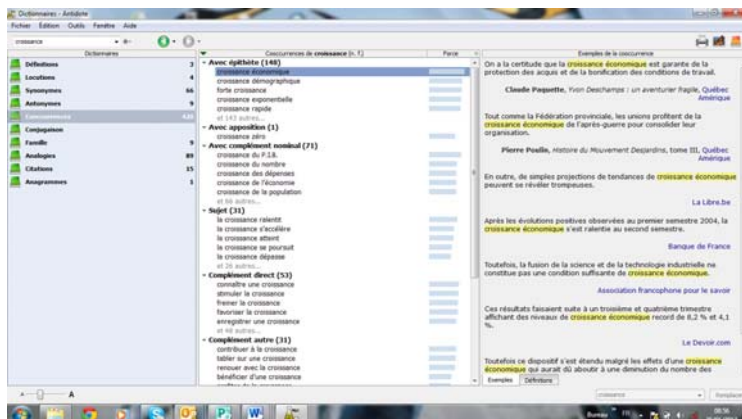 Dictionnaires - Antidote
Fichier Édition Outils Fenêtre Aide
croissance
Dictionnaires
Définitions 3
Locutions 4
Synonymes 66
Antonymes 9
Cooccurrences 420
Conjugaison
Famille 9
Analogies 89
Citations 15
Anagrammes 1
Cooccurrences de croissance (n. f.) Force
Avec épithète (148)
croissance économique
croissance démographique
forte croissance
croissance exponentielle
croissance rapide
et 143 autres...
Avec apposition (1)
croissance zéro
Avec complément nominal (71)
croissance du P.I.B.
croissance du nombre
croissance des dépenses
croissance de l'économie
croissance de la population
et 66 autres...
Sujet (31)
la croissance ralentit
la croissance s'accélère
la croissance atteint
la croissance se poursuit
la croissance dépasse
et 26 autres...
Complément direct (53)
connaître une croissance
stimuler la croissance
freiner la croissance
favoriser la croissance
enregistrer une croissance
et 48 autres...
Complément autre (31)
contribuer à la croissance
tabler sur une croissance
renouer avec la croissance
bénéficier d'une croissance
Exemples de la cooccurrence
On a la certitude que la croissance économique est garante de la
protection des acquis et de la bonification des conditions de travail.
Claude Paquette, Yvon Deschamps : un aventurier fragile, Québec
Amérique
Tout comme la Fédération provinciale, les unions profitent de la
croissance économique de l'après-guerre pour consolider leur
organisation.
Pierre Poulin, Histoire du Mouvement Desjardins, tome III, Québec
Amérique
En outre, de simples projections de tendances de croissance économique
peuvent se révéler trompeuses.
La Libre.be
Après les évolutions positives observées au premier semestre 2004, la
croissance économique s'est ralentie au second semestre.
Banque de France
Toutefois, la fusion de la science et de la technologie industrielle ne
constitue pas une condition suffisante de croissance économique.
Association francophone pour le savoir
Ces résultats faisaient suite à un troisième et quatrième trimestre
affichant des niveaux de croissance économique record de 8,2 % et 4,1
%.
Le Devoir.com
Toutefois ce dispositif s'est étendu malgré les effets d'une croissance
économique qui aurait dû aboutir à une diminution du nombre des
Exemples Définitions
A A
croissance Remplacer
Bureau FR 08:36